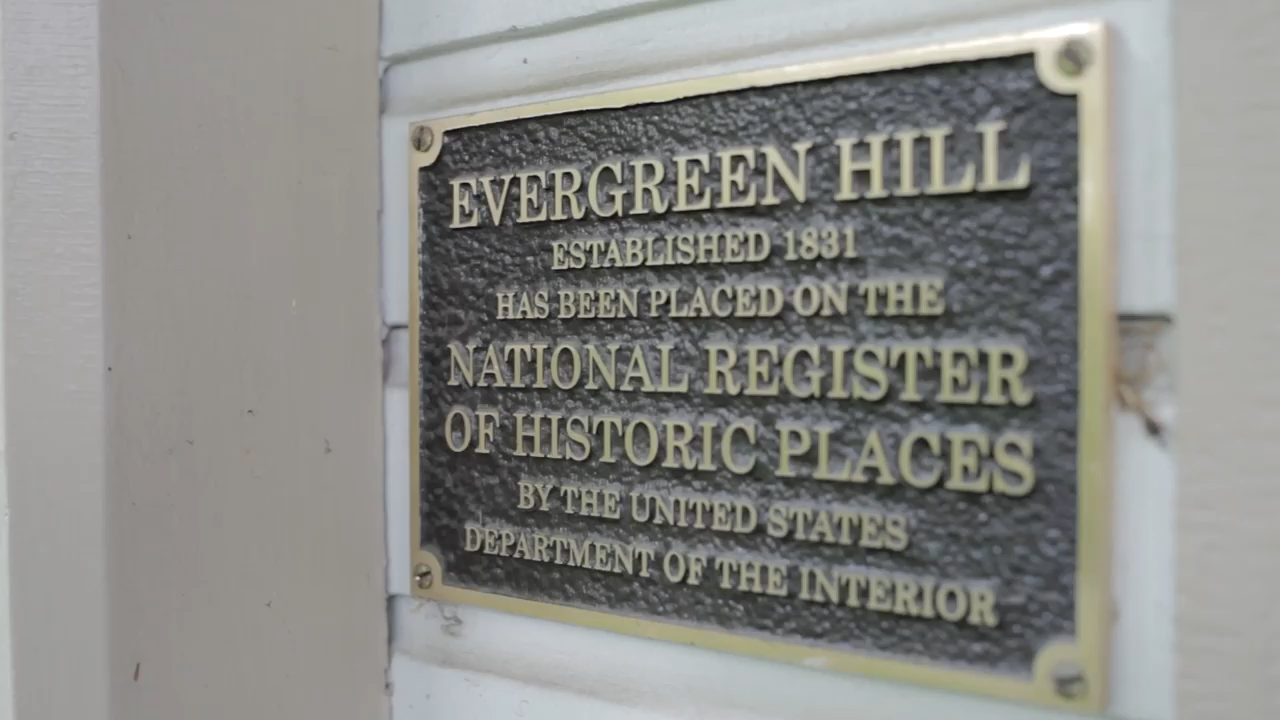 EVERGREEN HILL
ESTABLISHED 1831
HAS BEEN PLACED ON THE
NATIONAL REGISTER
OF HISTORIC PLACES
BY THE UNITED STATES
DEPARTMENT OF THE INTERIOR